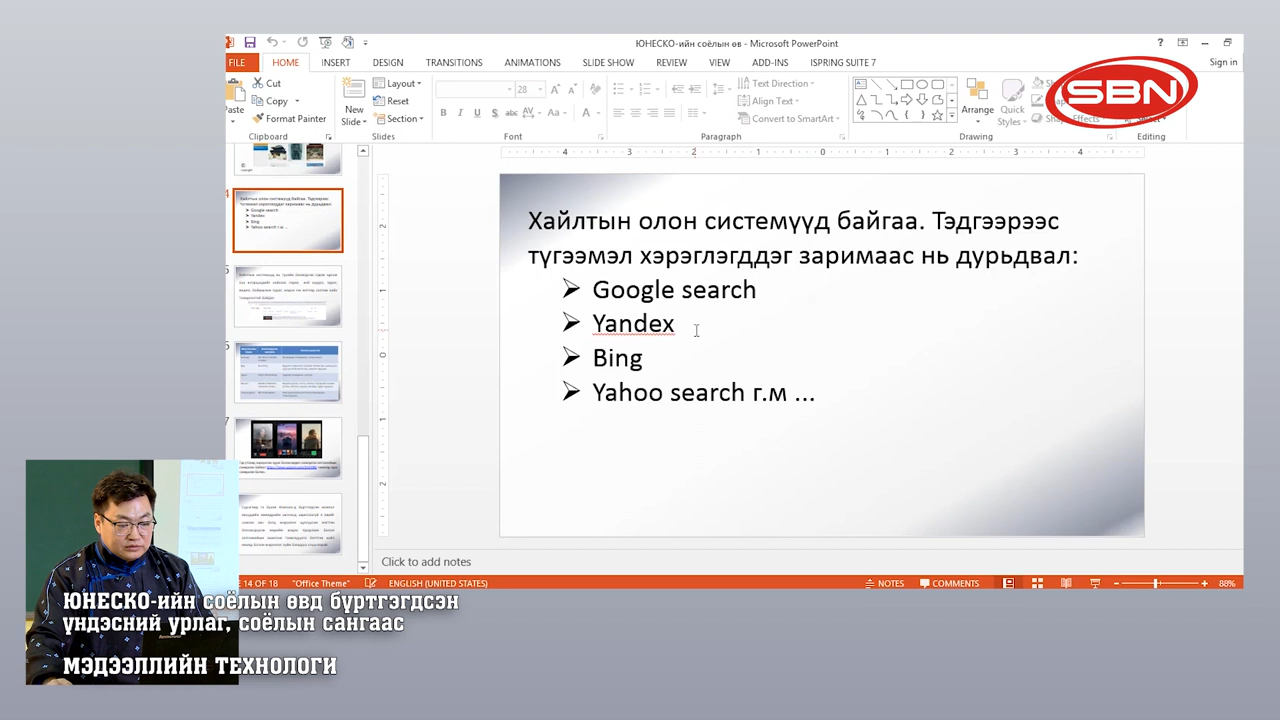 ЮНЕСКО-ийн соёлын өв - Microsoft PowerPoint
FILE HOME INSERT DESIGN TRANSITIONS ANIMATIONS SLIDE SHOW REVIEW VIEW ADD-INS ISPRING SUITE 7 Sign in
SBN
Paste
Cut
Copy
Format Painter
Clipboard
New
Slide
Layout
Reset
Section
Slides
28
Font
Text Direction
Align Text
Convert to SmartArt
Paragraph
Arrange
Quick
Styles
Drawing
Editing
Хайлтын олон системүүд байгаа. Тэдгээрээс
түгээмэл хэрэглэгддэг заримаас нь дурьдвал:
Google search
Yandex
Bing
Yahoo search г.м ...
Click to add notes
14 OF 18 "Office Theme" ENGLISH (UNITED STATES) NOTES COMMENTS 88%
ЮНЕСКО-ийн соёлын өвд бүртгэгдсэн
үндэсний урлаг, соёлын сангаас
МЭДЭЭЛЛИЙН ТЕХНОЛОГИ